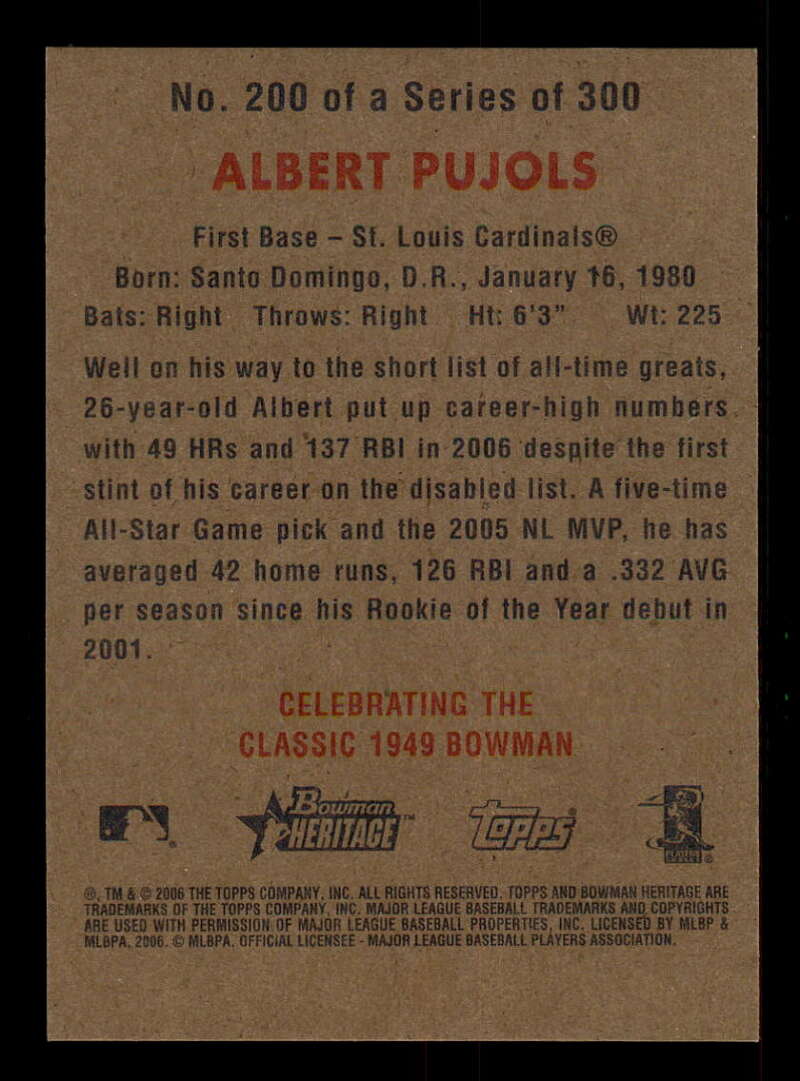 No. 200 of a Series of 300
ALBERT PUJOLS
First Base – St. Louis Cardinals®
Born: Santo Domingo, D.R., January 16, 1980
Bats: Right Throws: Right Ht: 6'3" Wt: 225
Well on his way to the short list of all-time greats,
26-year-old Albert put up career-high numbers
with 49 HRs and 137 RBI in 2006 despite the first
stint of his career on the disabled list. A five-time
All-Star Game pick and the 2005 NL MVP, he has
averaged 42 home runs, 126 RBI and a .332 AVG
per season since his Rookie of the Year debut in
2001.
CELEBRATING THE
CLASSIC 1949 BOWMAN
Bowman HERITAGE™ Topps®
®, TM & © 2006 THE TOPPS COMPANY, INC. ALL RIGHTS RESERVED. TOPPS AND BOWMAN HERITAGE ARE
TRADEMARKS OF THE TOPPS COMPANY, INC. MAJOR LEAGUE BASEBALL TRADEMARKS AND COPYRIGHTS
ARE USED WITH PERMISSION OF MAJOR LEAGUE BASEBALL PROPERTIES, INC. LICENSED BY MLBP &
MLBPA. 2006. © MLBPA. OFFICIAL LICENSEE - MAJOR LEAGUE BASEBALL PLAYERS ASSOCIATION.